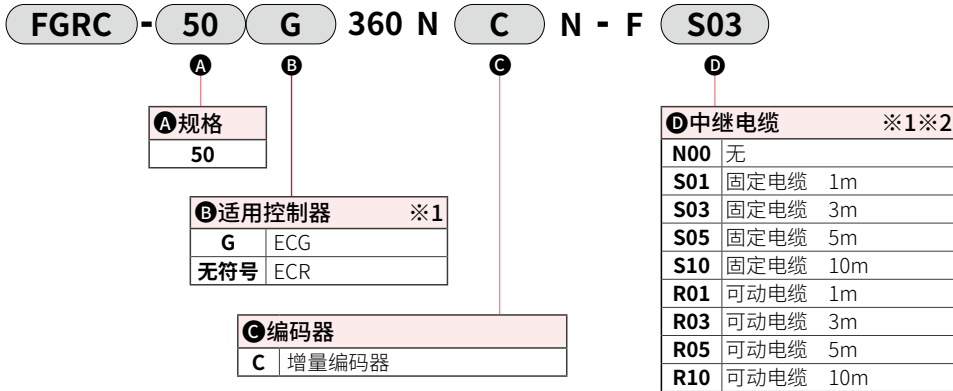 FGRC-50G360NCN-FS03
A B C D
A规格
50
B适用控制器 ※1
G ECG
无符号 ECR
C编码器
C 增量编码器
D中继电缆 ※1※2
N00 无
S01 固定电缆 1m
S03 固定电缆 3m
S05 固定电缆 5m
S10 固定电缆 10m
R01 可动电缆 1m
R03 可动电缆 3m
R05 可动电缆 5m
R10 可动电缆 10m